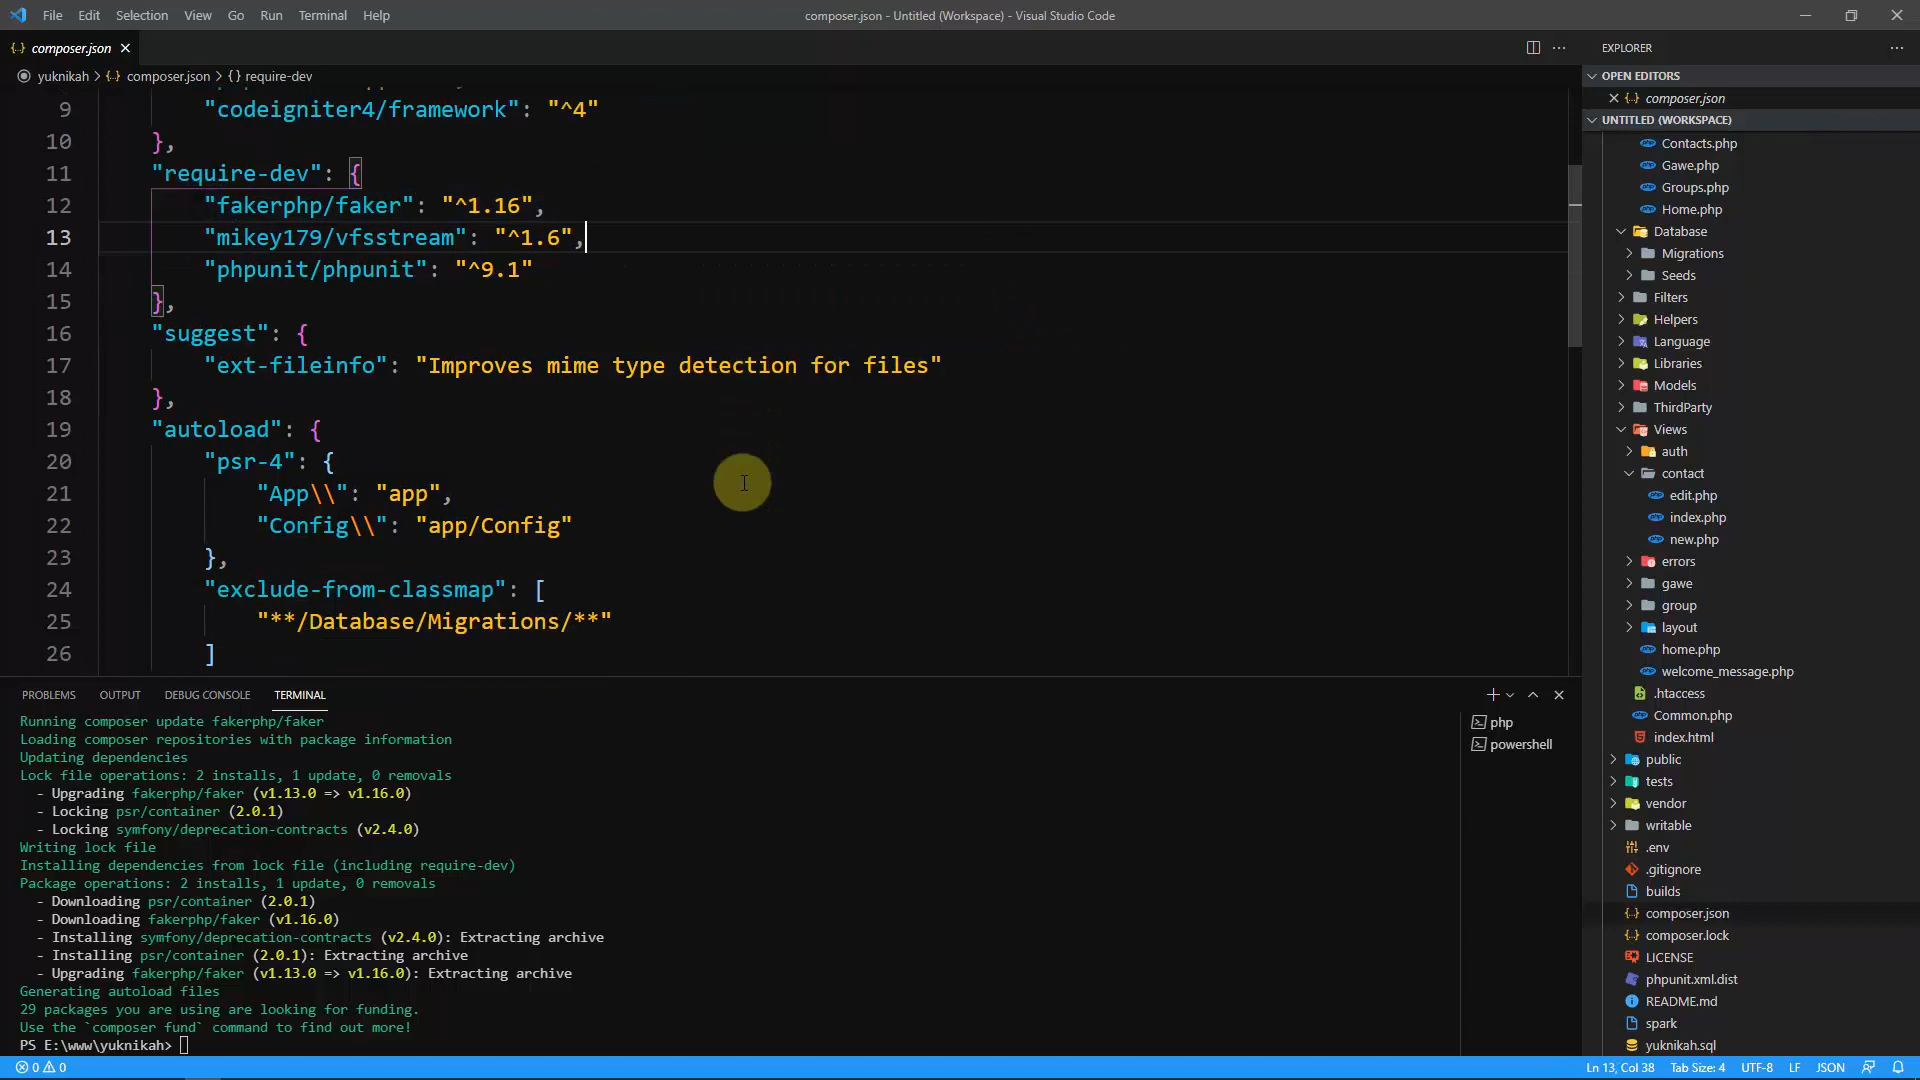 File Edit Selection View Go Run Terminal Help
composer.json - Untitled (Workspace) - Visual Studio Code
{..} composer.json
yuknikah > {..} composer.json > {} require-dev
9 "codeigniter4/framework": "^4"
10 },
11 "require-dev": {
12 "fakerphp/faker": "^1.16",
13 "mikey179/vfsstream": "^1.6",
14 "phpunit/phpunit": "^9.1"
15 },
16 "suggest": {
17 "ext-fileinfo": "Improves mime type detection for files"
18 },
19 "autoload": {
20 "psr-4": {
21 "App\\": "app",
22 "Config\\": "app/Config"
23 },
24 "exclude-from-classmap": [
25 "**/Database/Migrations/**"
26 ]
PROBLEMS OUTPUT DEBUG CONSOLE TERMINAL
Running composer update fakerphp/faker
Loading composer repositories with package information
Updating dependencies
Lock file operations: 2 installs, 1 update, 0 removals
- Upgrading fakerphp/faker (v1.13.0 => v1.16.0)
- Locking psr/container (2.0.1)
- Locking symfony/deprecation-contracts (v2.4.0)
Writing lock file
Installing dependencies from lock file (including require-dev)
Package operations: 2 installs, 1 update, 0 removals
- Downloading psr/container (2.0.1)
- Downloading fakerphp/faker (v1.16.0)
- Installing symfony/deprecation-contracts (v2.4.0): Extracting archive
- Installing psr/container (2.0.1): Extracting archive
- Upgrading fakerphp/faker (v1.13.0 => v1.16.0): Extracting archive
Generating autoload files
29 packages you are using are looking for funding.
Use the `composer fund` command to find out more!
PS E:\www\yuknikah>
php
powershell
EXPLORER
OPEN EDITORS
{..} composer.json
UNTITLED (WORKSPACE)
Contacts.php
Gawe.php
Groups.php
Home.php
Database
Migrations
Seeds
Filters
Helpers
Language
Libraries
Models
ThirdParty
Views
auth
contact
edit.php
index.php
new.php
errors
gawe
group
layout
home.php
welcome_message.php
.htaccess
Common.php
index.html
public
tests
vendor
writable
.env
.gitignore
builds
{..} composer.json
{..} composer.lock
LICENSE
phpunit.xml.dist
README.md
spark
yuknikah.sql
0 0
Ln 13, Col 38 Tab Size: 4 UTF-8 LF JSON